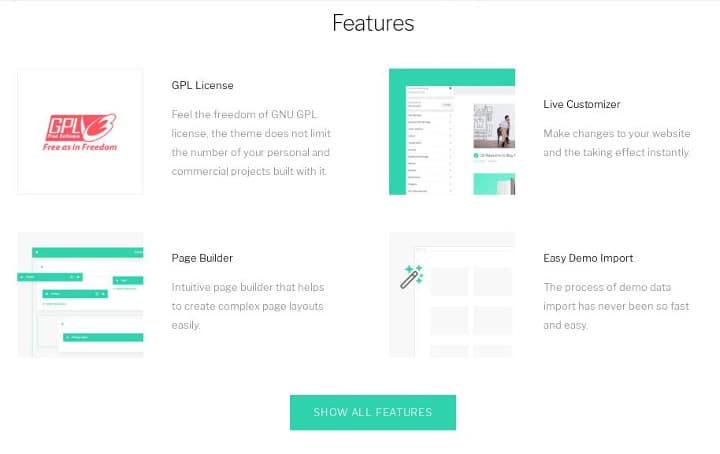 Features
GPL License
Feel the freedom of GNU GPL
license, the theme does not limit
the number of your personal and
commercial projects built with it.
GPLv3
Free Software
Free as in Freedom
Live Customizer
Make changes to your website
and the taking effect instantly.
Page Builder
Intuitive page builder that helps
to create complex page layouts
easily.
Easy Demo Import
The process of demo data
import has never been so fast
and easy.
SHOW ALL FEATURES